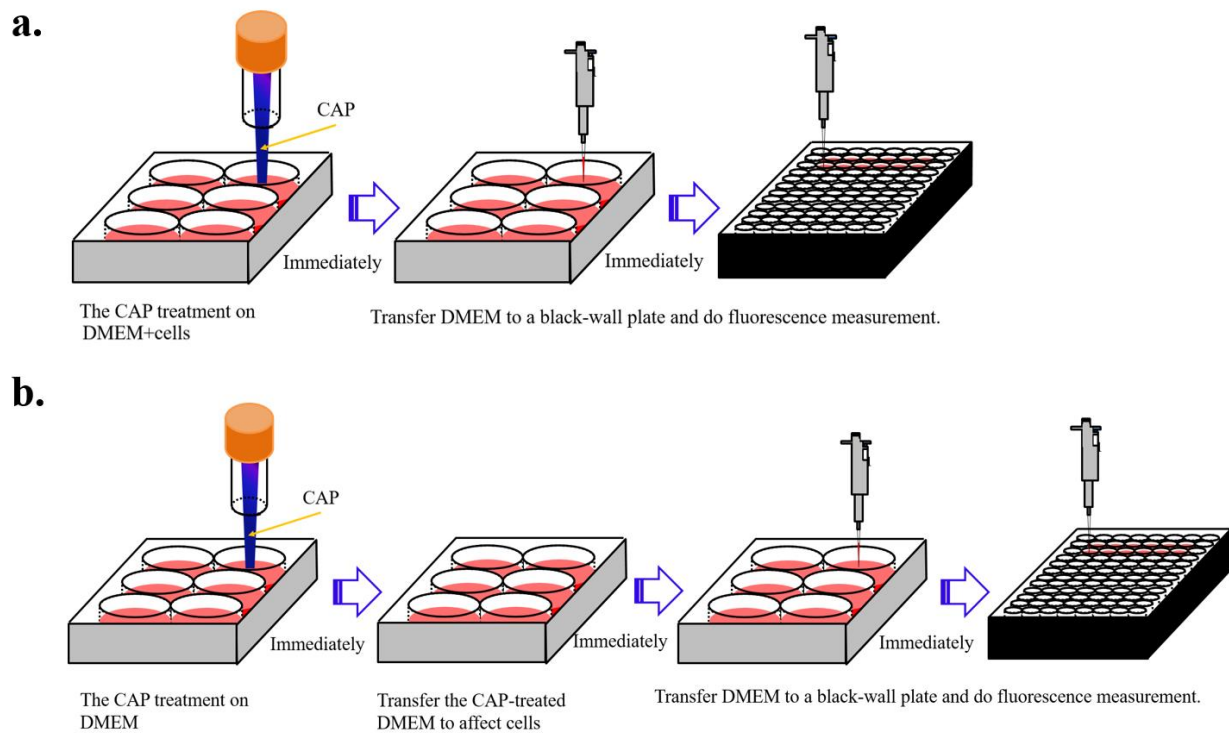 a.
CAP
Immediately
Immediately
The CAP treatment on
DMEM+cells
Transfer DMEM to a black-wall plate and do fluorescence measurement.
b.
CAP
Immediately
Immediately
Immediately
The CAP treatment on
DMEM
Transfer the CAP-treated
DMEM to affect cells
Transfer DMEM to a black-wall plate and do fluorescence measurement.